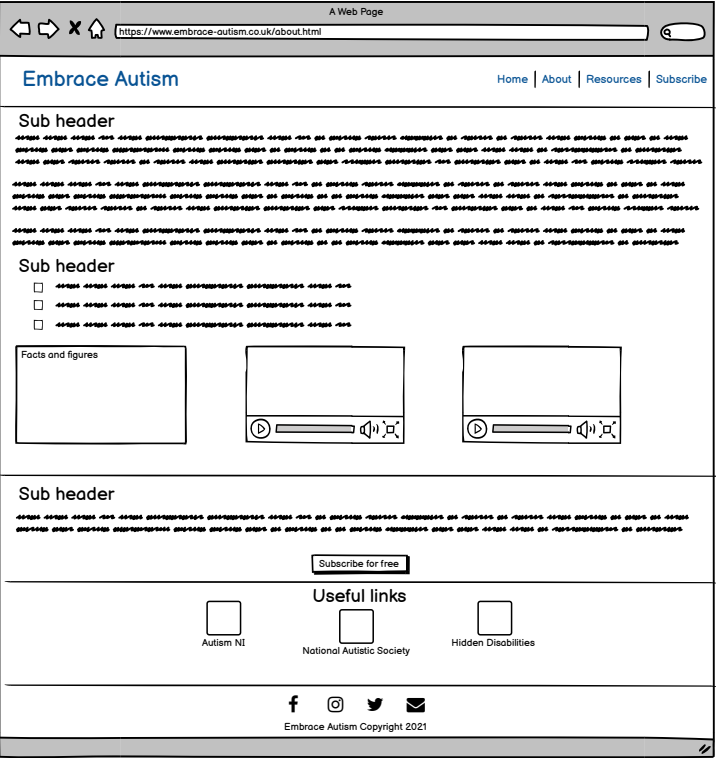 A Web Page
https://www.embrace-autism.co.uk/about.html
Embrace Autism
Home | About | Resources | Subscribe
Sub header
Sub header
Facts and figures
Sub header
Subscribe for free
Useful links
Autism NI
National Autistic Society
Hidden Disabilities
Embrace Autism Copyright 2021